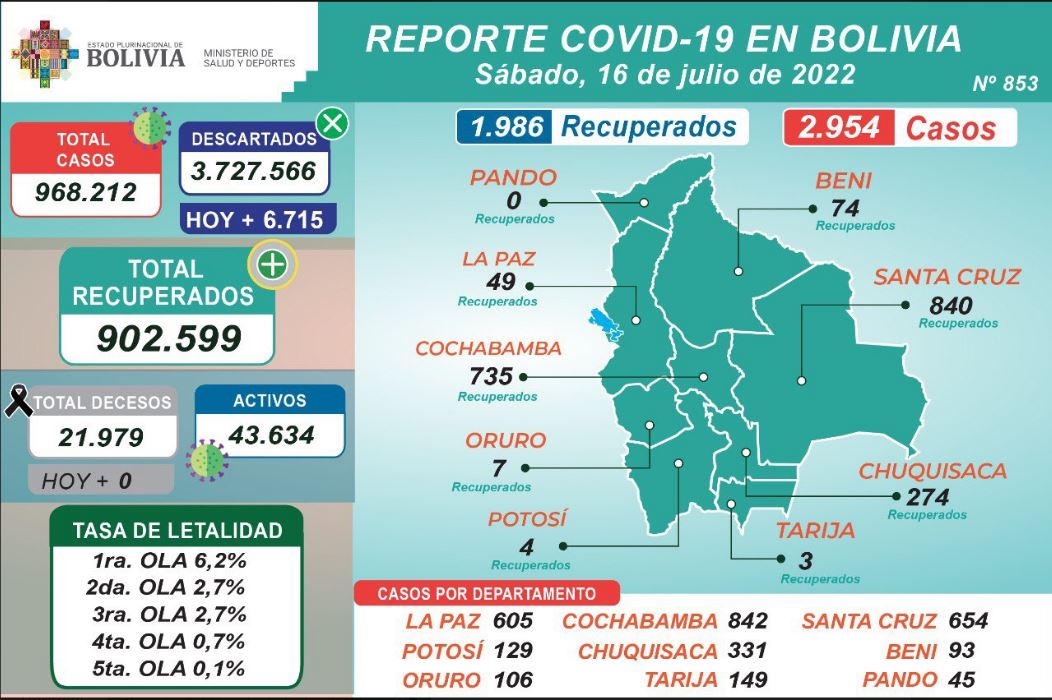 ESTADO PLURINACIONAL DE
BOLIVIA
MINISTERIO DE
SALUD Y DEPORTES
REPORTE COVID-19 EN BOLIVIA
Sábado, 16 de julio de 2022
Nº 853
TOTAL
CASOS
968.212
DESCARTADOS
3.727.566
HOY + 6.715
TOTAL
RECUPERADOS
902.599
TOTAL DECESOS
21.979
HOY + 0
ACTIVOS
43.634
TASA DE LETALIDAD
1ra. OLA 6,2%
2da. OLA 2,7%
3ra. OLA 2,7%
4ta. OLA 0,7%
5ta. OLA 0,1%
1.986 Recuperados
2.954 Casos
PANDO
0
Recuperados
BENI
74
Recuperados
LA PAZ
49
Recuperados
SANTA CRUZ
840
Recuperados
COCHABAMBA
735
Recuperados
ORURO
7
Recuperados
CHUQUISACA
274
Recuperados
POTOSÍ
4
Recuperados
TARIJA
3
Recuperados
CASOS POR DEPARTAMENTO
LA PAZ 605 COCHABAMBA 842 SANTA CRUZ 654
POTOSÍ 129 CHUQUISACA 331 BENI 93
ORURO 106 TARIJA 149 PANDO 45